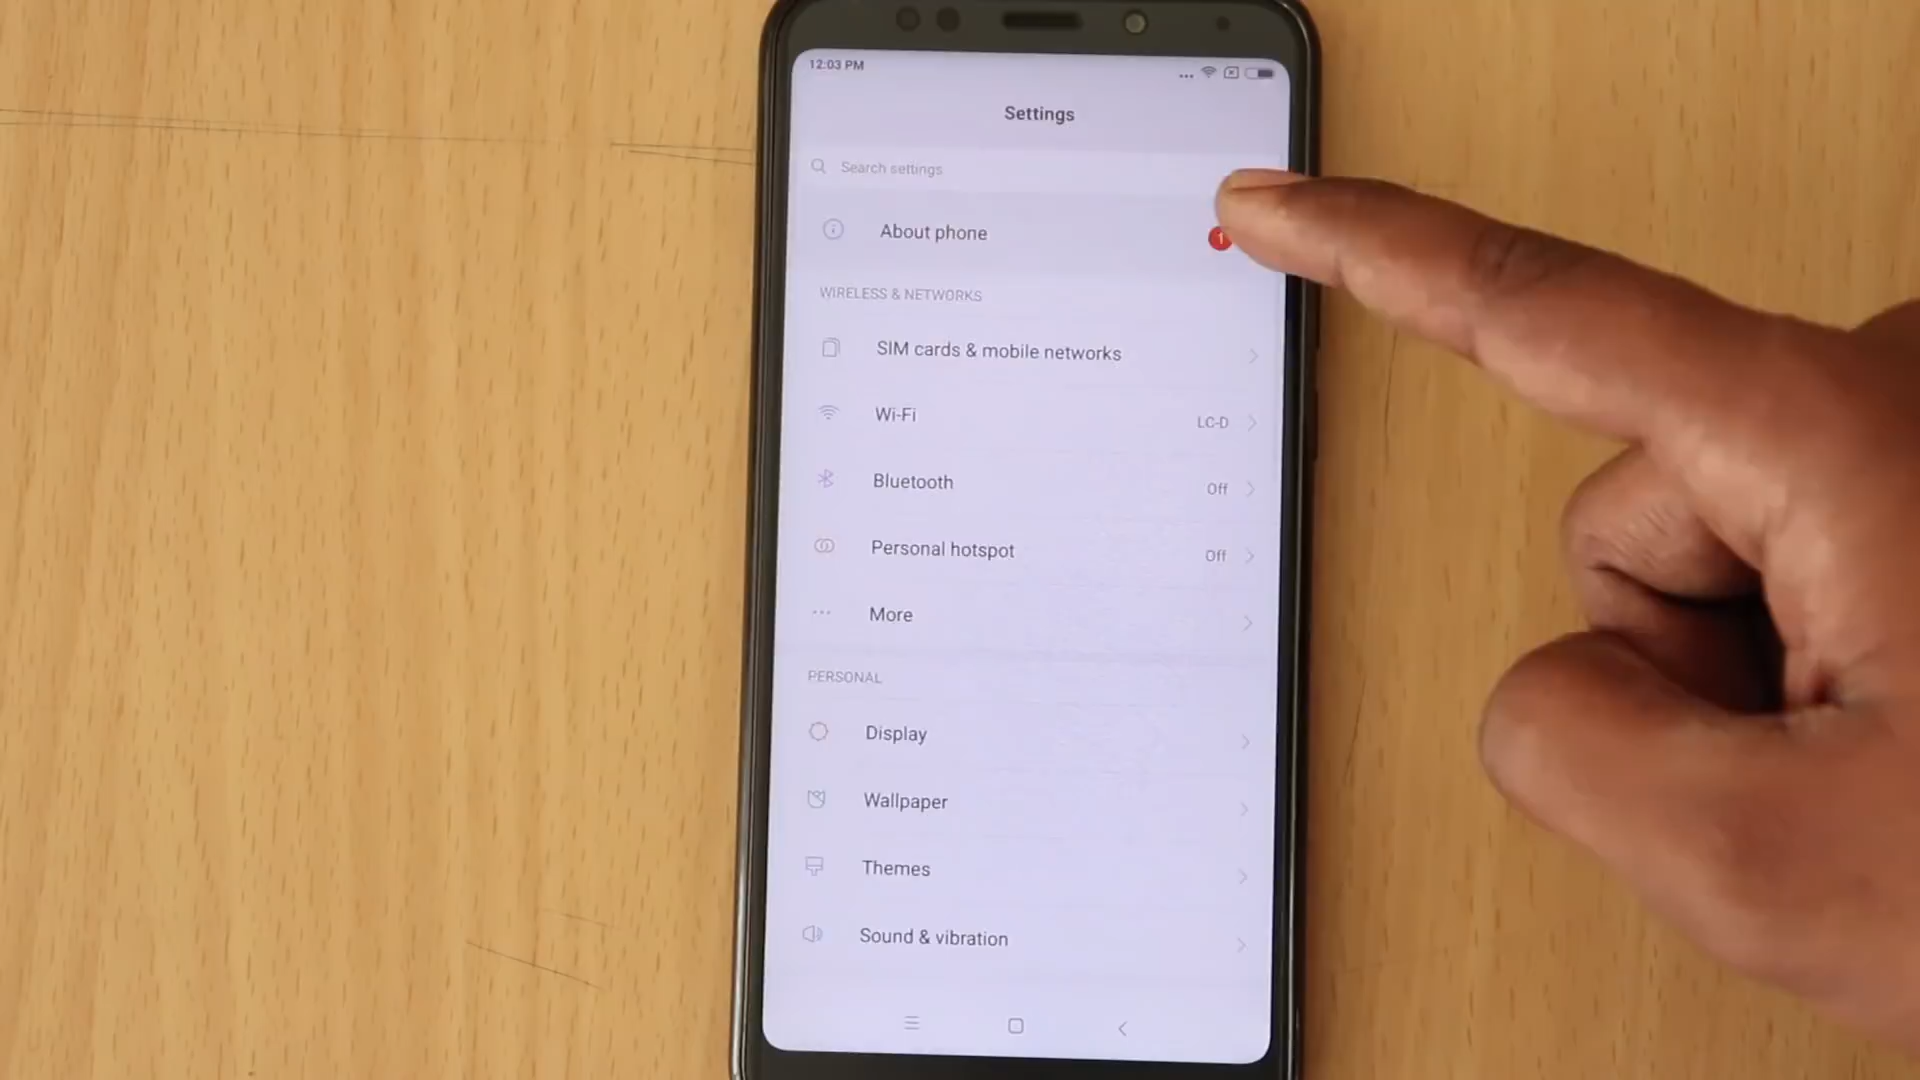 12:03 PM
Settings
Search settings
About phone 1
WIRELESS & NETWORKS
SIM cards & mobile networks
Wi-Fi LC-D
Bluetooth Off
Personal hotspot Off
More
PERSONAL
Display
Wallpaper
Themes
Sound & vibration